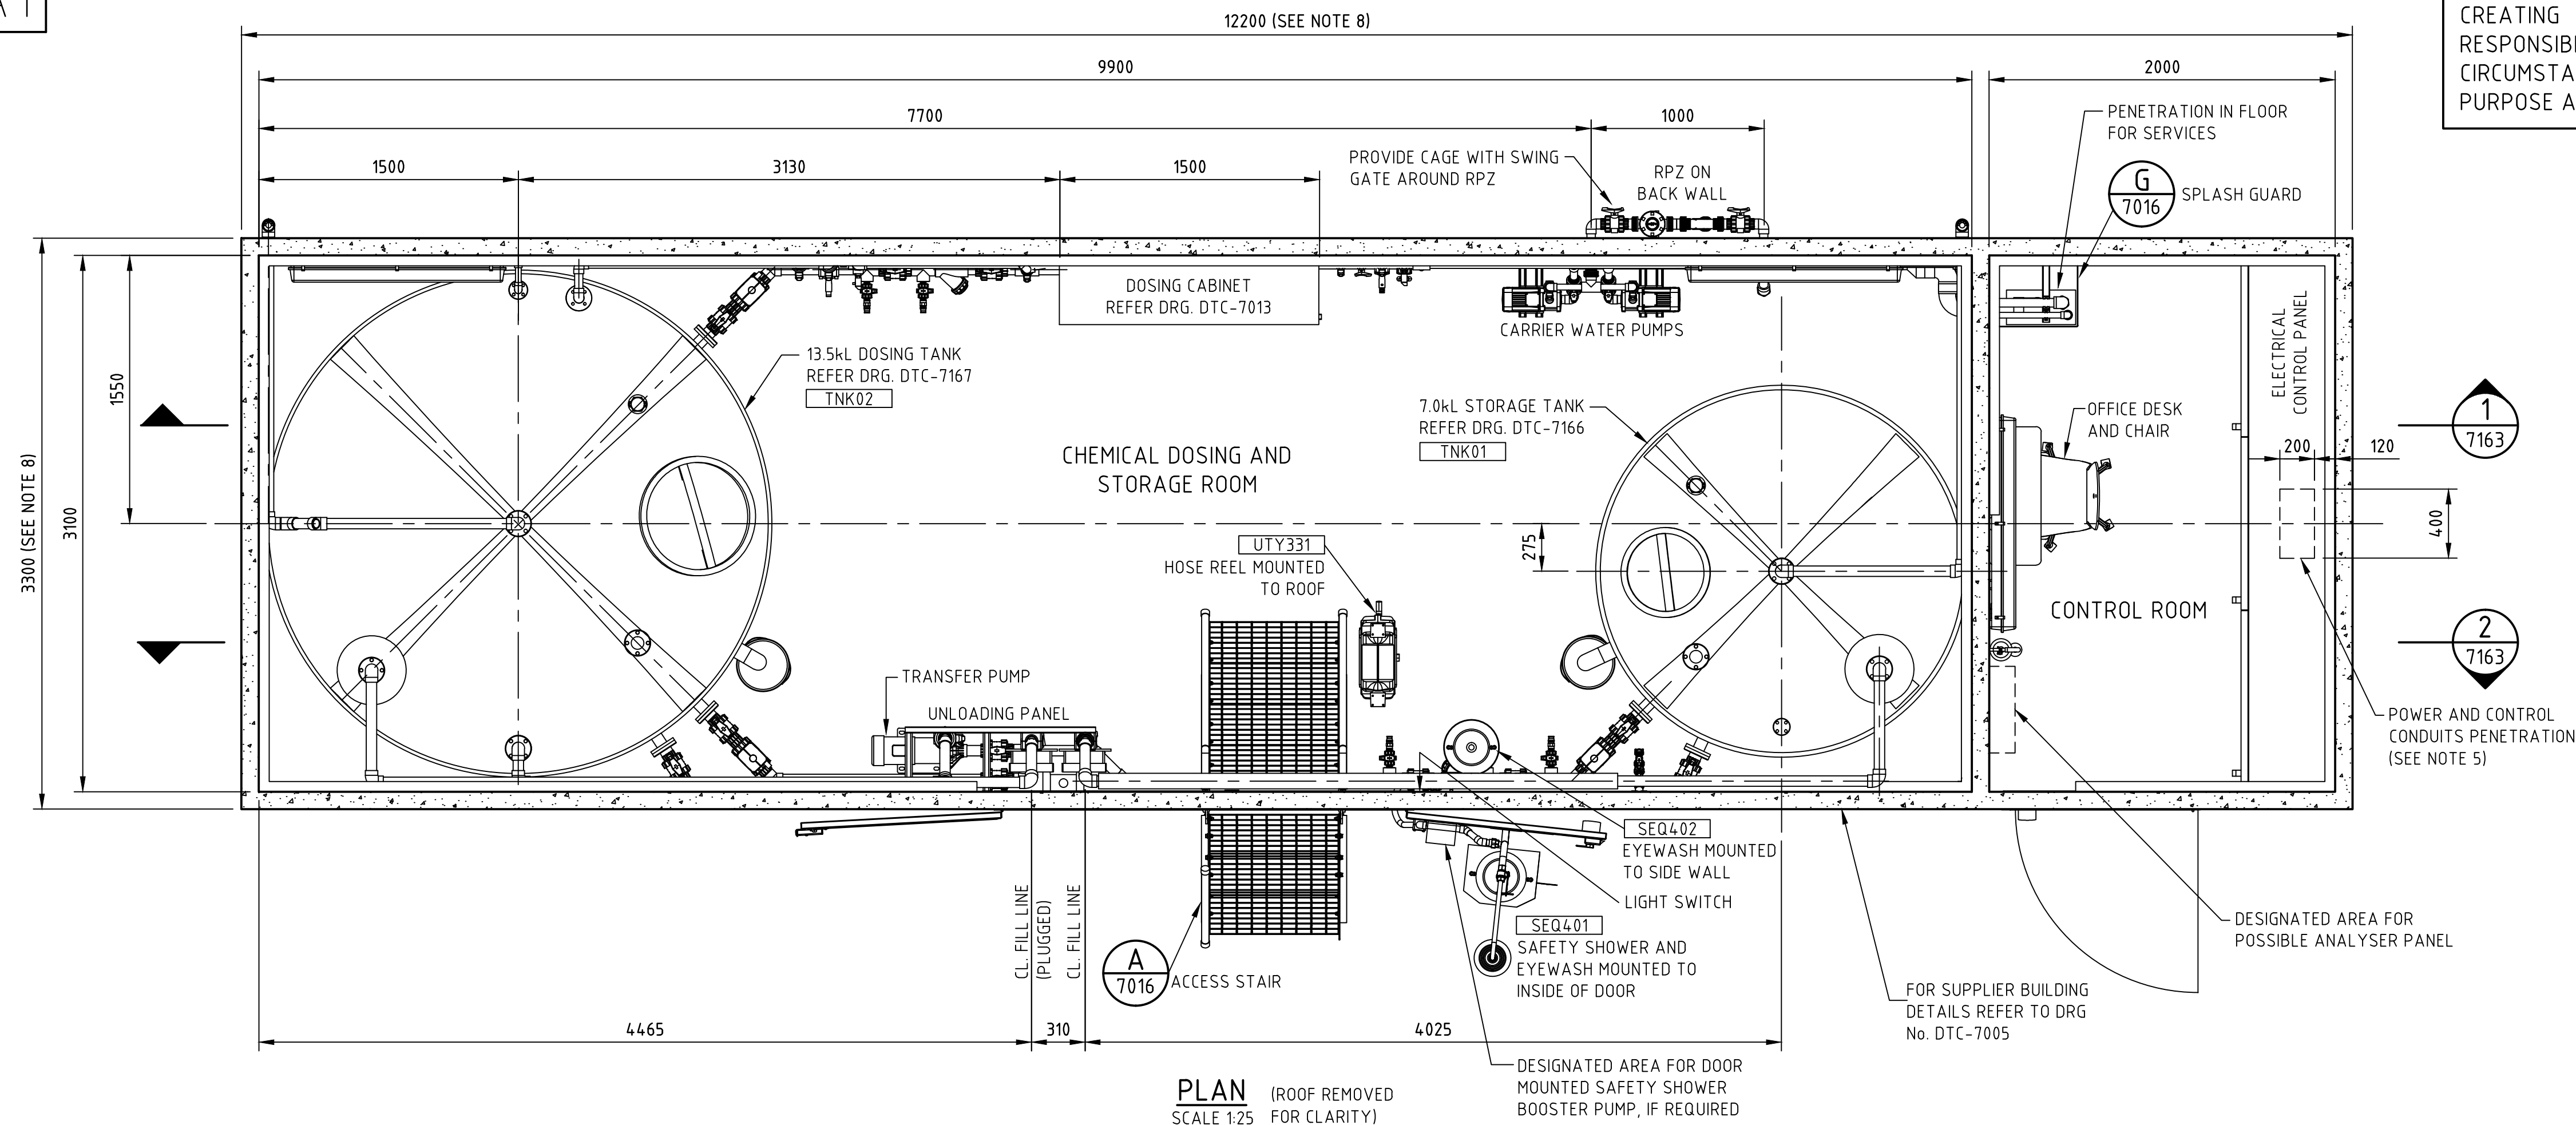 A 1
CREATING
RESPONSIB
CIRCUMSTA
PURPOSE A
12200 (SEE NOTE 8)
9900
2000
7700
1000
1500
3130
1500
PENETRATION IN FLOOR
FOR SERVICES
PROVIDE CAGE WITH SWING
GATE AROUND RPZ
RPZ ON
BACK WALL
G
7016
SPLASH GUARD
DOSING CABINET
REFER DRG. DTC-7013
CARRIER WATER PUMPS
ELECTRICAL
CONTROL PANEL
13.5kL DOSING TANK
REFER DRG. DTC-7167
TNK02
7.0kL STORAGE TANK
REFER DRG. DTC-7166
TNK01
OFFICE DESK
AND CHAIR
1
7163
200
120
400
3300 (SEE NOTE 8)
3100
1550
CHEMICAL DOSING AND
STORAGE ROOM
275
UTY331
HOSE REEL MOUNTED
TO ROOF
CONTROL ROOM
2
7163
TRANSFER PUMP
UNLOADING PANEL
POWER AND CONTROL
CONDUITS PENETRATION
(SEE NOTE 5)
SEQ402
EYEWASH MOUNTED
TO SIDE WALL
LIGHT SWITCH
CL. FILL LINE
(PLUGGED)
CL. FILL LINE
SEQ401
SAFETY SHOWER AND
EYEWASH MOUNTED TO
INSIDE OF DOOR
DESIGNATED AREA FOR
POSSIBLE ANALYSER PANEL
A
7016
ACCESS STAIR
FOR SUPPLIER BUILDING
DETAILS REFER TO DRG
No. DTC-7005
4465
310
4025
DESIGNATED AREA FOR DOOR
MOUNTED SAFETY SHOWER
BOOSTER PUMP, IF REQUIRED
PLAN (ROOF REMOVED
SCALE 1:25 FOR CLARITY)